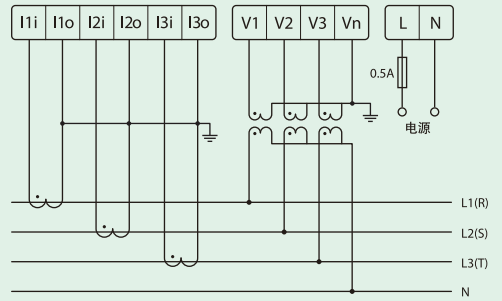 I1i I1o I2i I2o I3i I3o V1 V2 V3 Vn L N
0.5A
电源
L1(R)
L2(S)
L3(T)
N